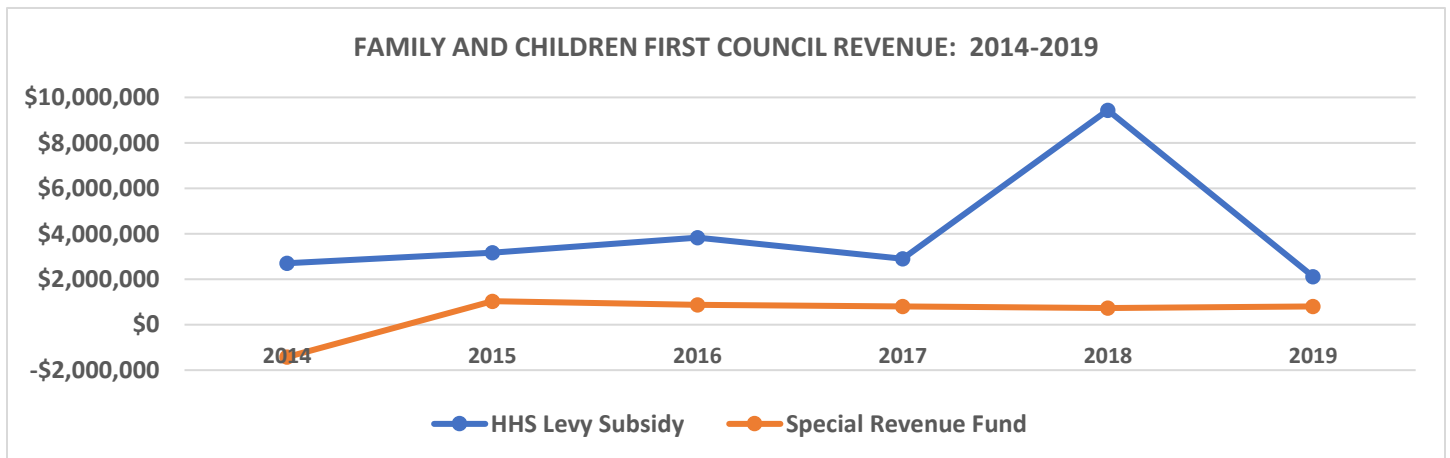 FAMILY AND CHILDREN FIRST COUNCIL REVENUE: 2014-2019
$10,000,000
$8,000,000
$6,000,000
$4,000,000
$2,000,000
$0
-$2,000,000
2014 2015 2016 2017 2018 2019
HHS Levy Subsidy Special Revenue Fund